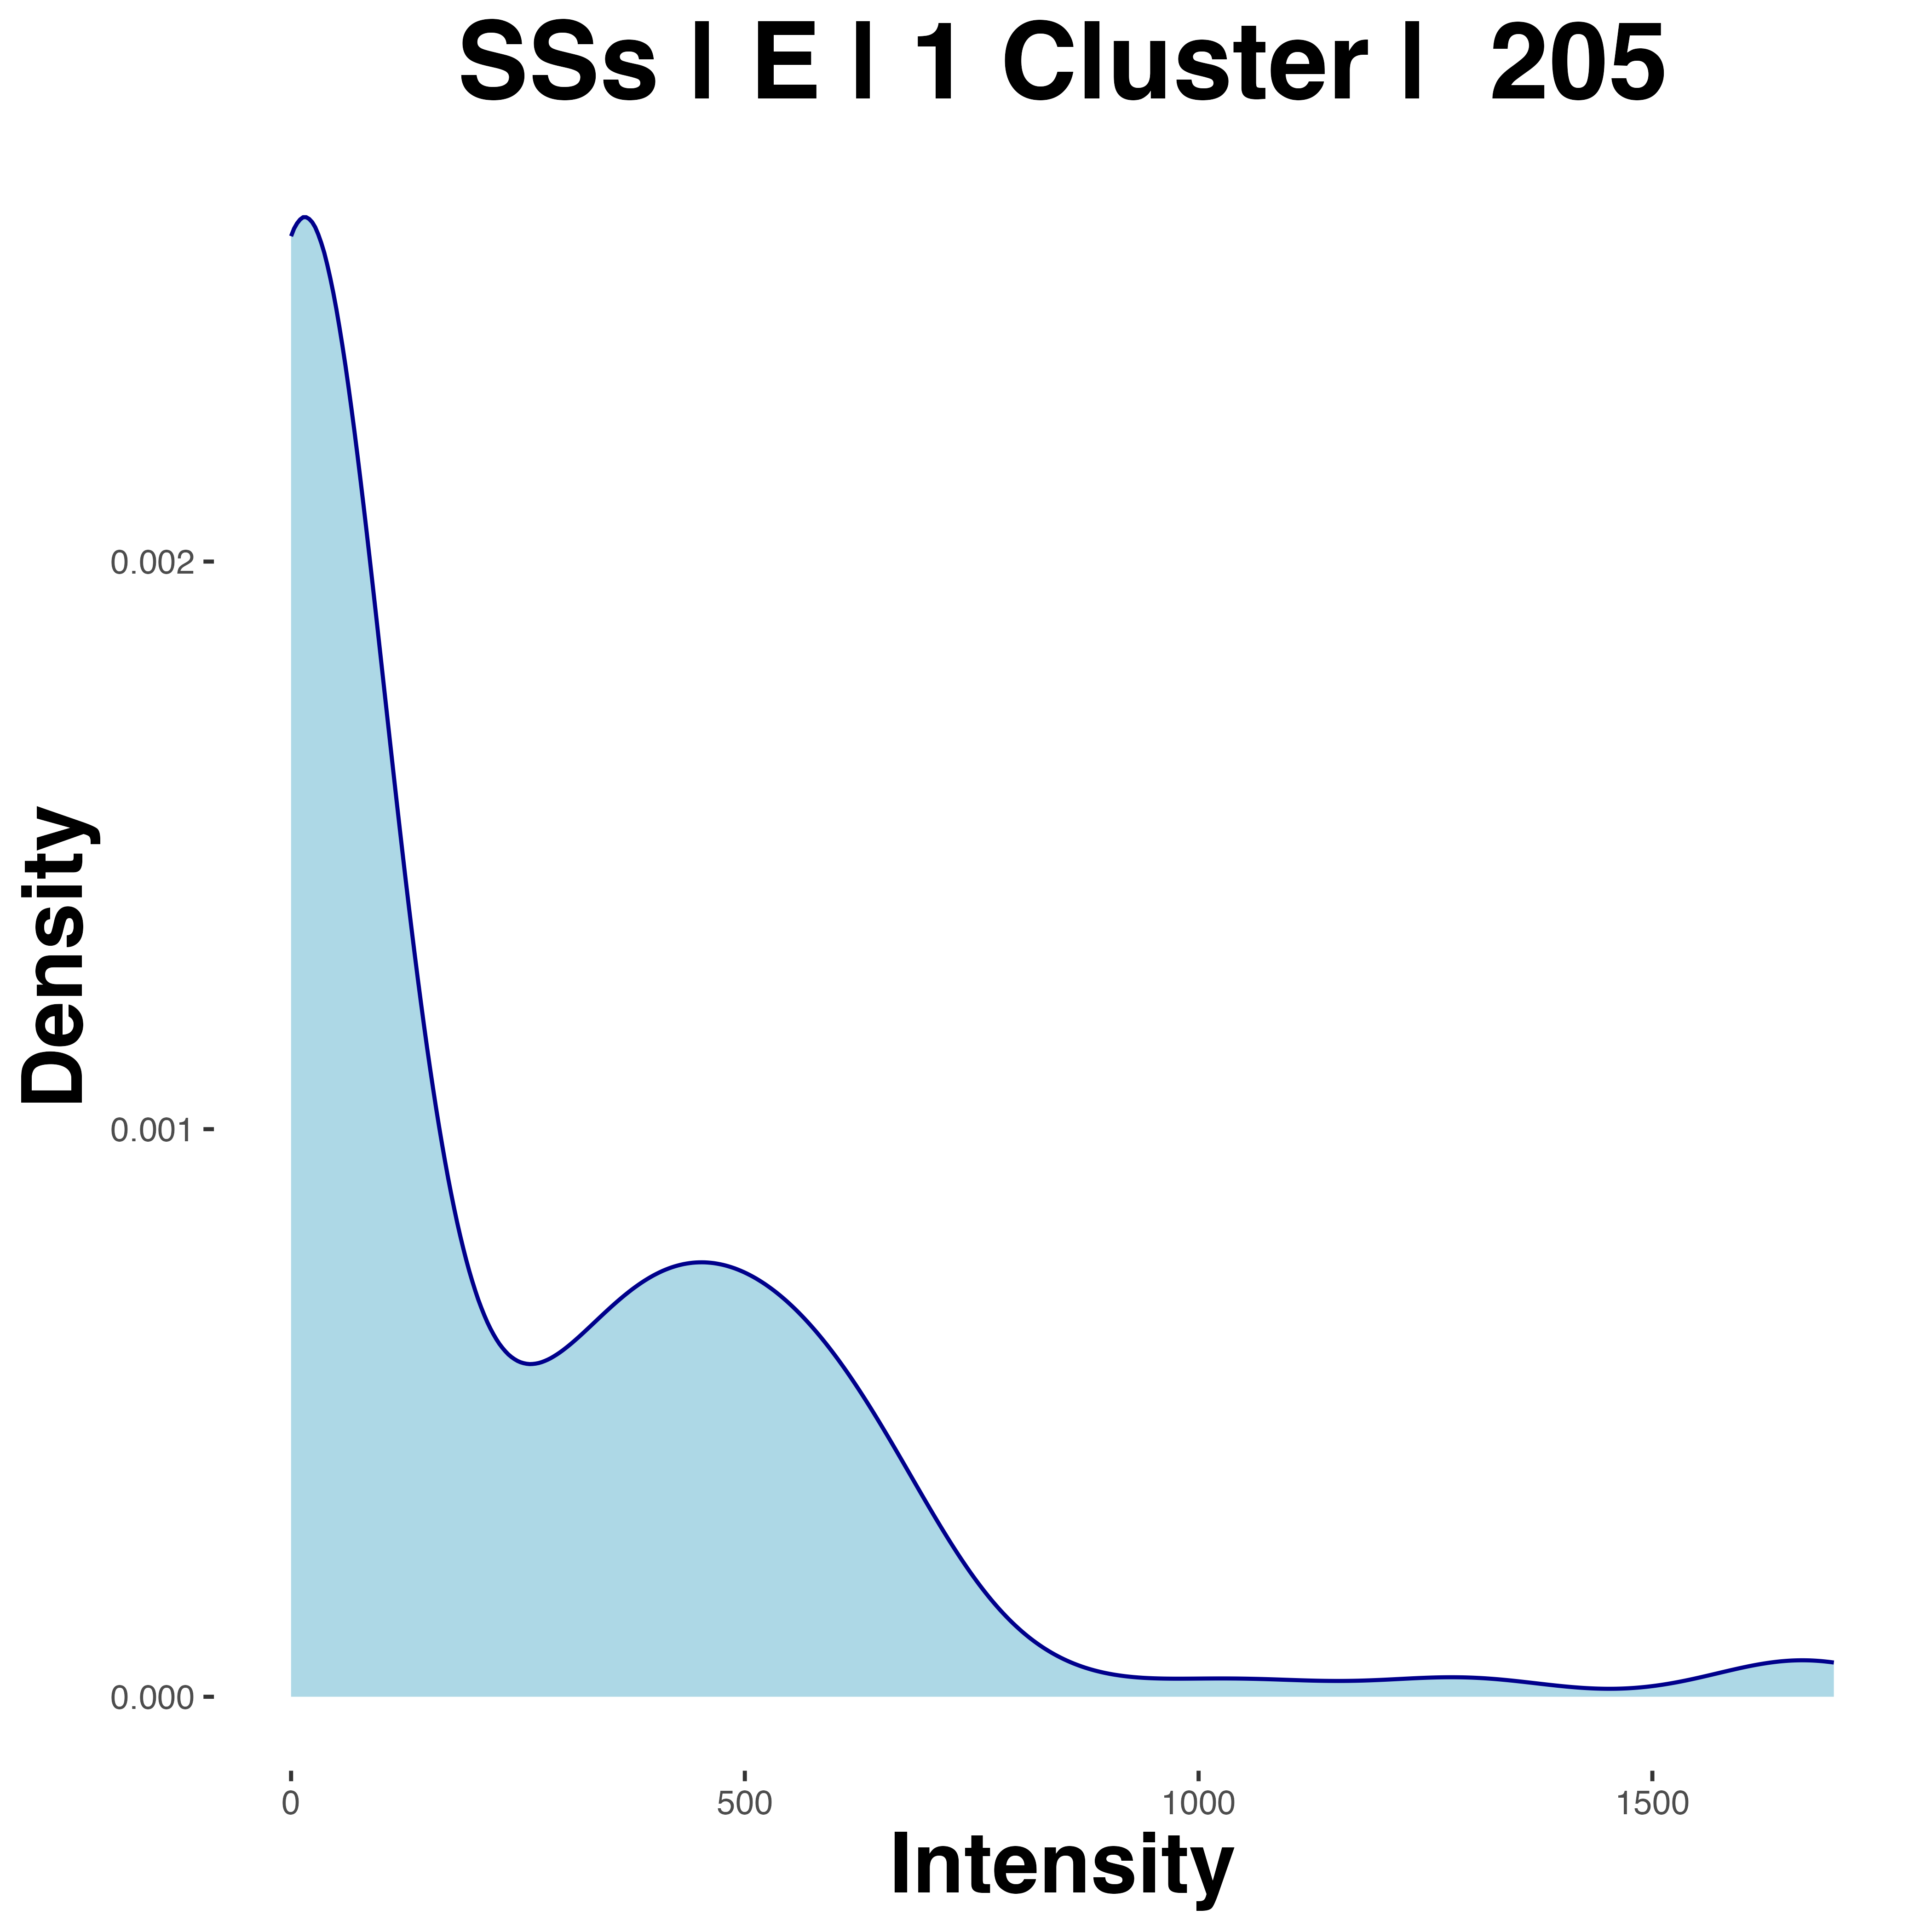 SSs | E | 1 Cluster | 205
Density
0.002
0.001
0.000
0 500 1000 1500
Intensity